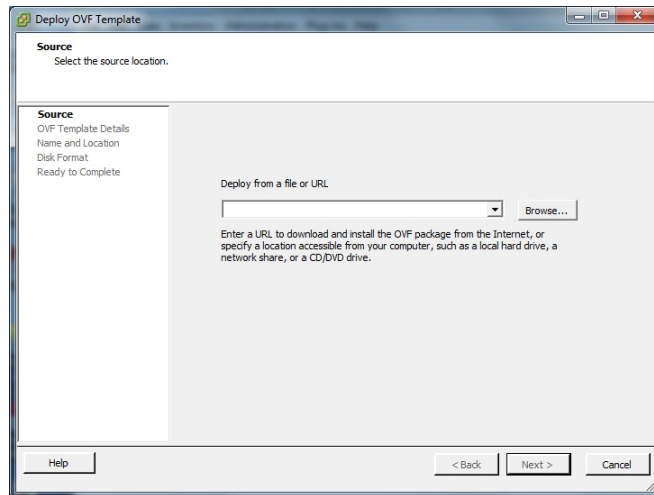 Deploy OVF Template
Source
Select the source location.
Source
OVF Template Details
Name and Location
Disk Format
Ready to Complete
Deploy from a file or URL
Browse...
Enter a URL to download and install the OVF package from the Internet, or
specify a location accessible from your computer, such as a local hard drive, a
network share, or a CD/DVD drive.
Help
< Back
Next >
Cancel